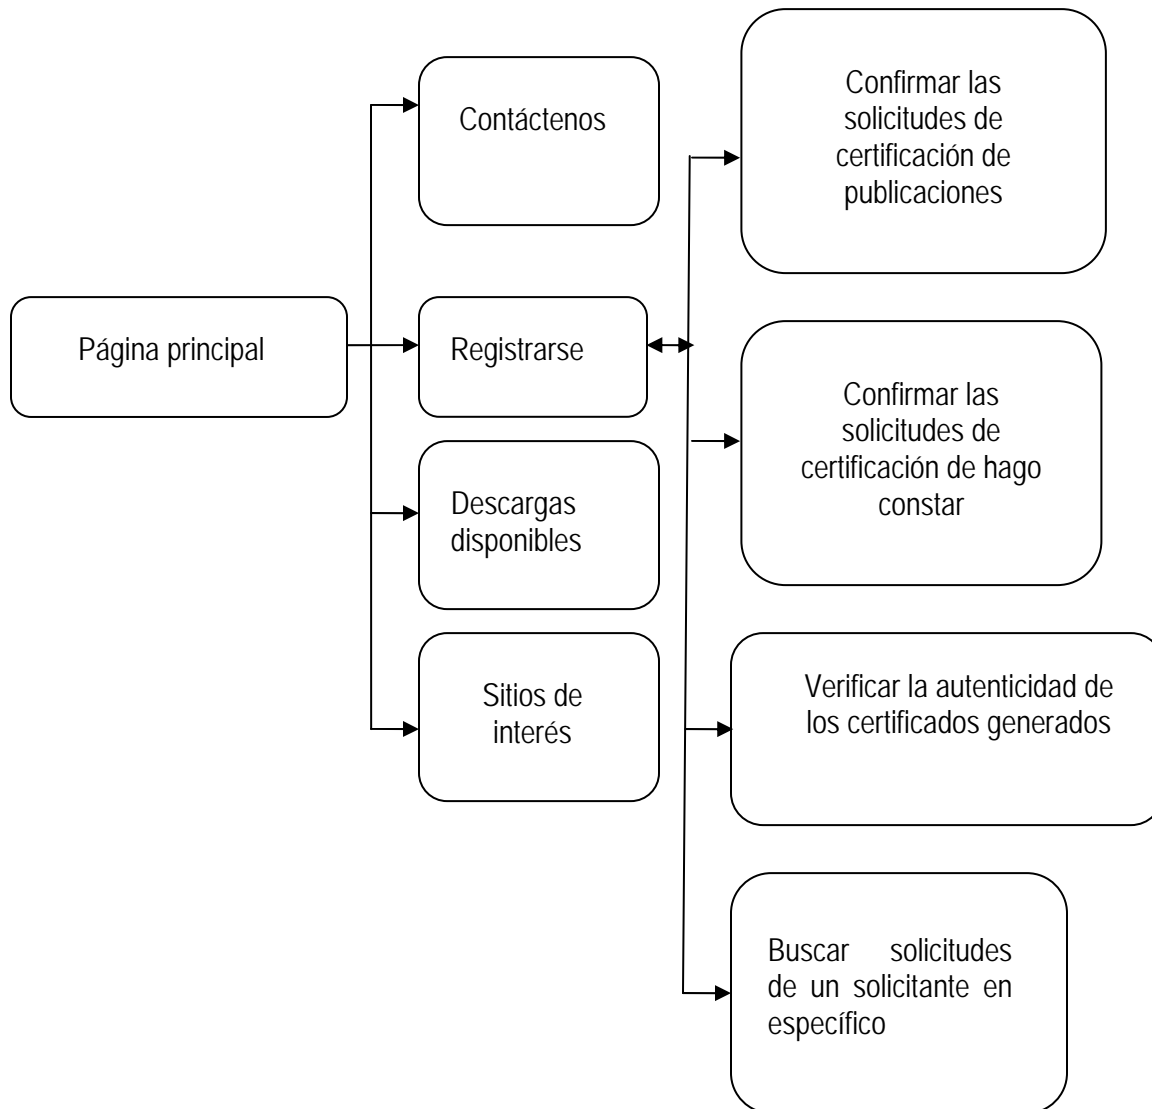 Página principal
Contáctenos
Registrarse
Descargas
disponibles
Sitios de
interés
Confirmar las
solicitudes de
certificación de
publicaciones
Confirmar las
solicitudes de
certificación de hago
constar
Verificar la autenticidad de
los certificados generados
Buscar solicitudes
de un solicitante en
específico